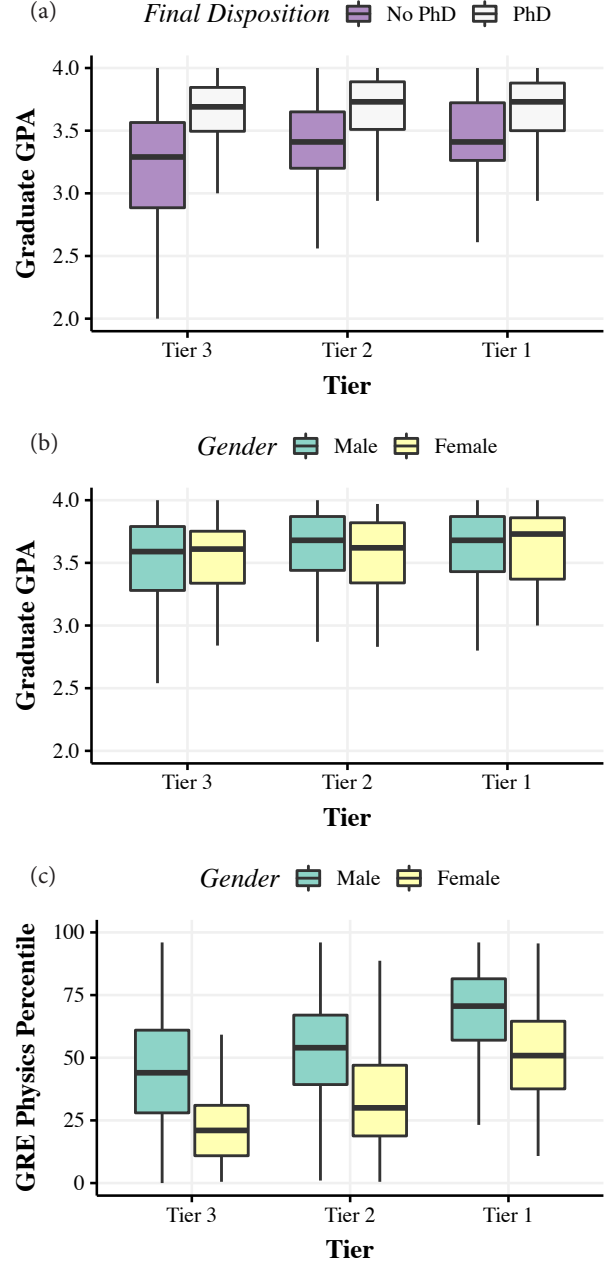 (a)
Final Disposition No PhD PhD
Graduate GPA
4.0
3.5
3.0
2.5
2.0
Tier 3 Tier 2 Tier 1
Tier
(b)
Gender Male Female
Graduate GPA
4.0
3.5
3.0
2.5
2.0
Tier 3 Tier 2 Tier 1
Tier
(c)
Gender Male Female
GRE Physics Percentile
100
75
50
25
0
Tier 3 Tier 2 Tier 1
Tier